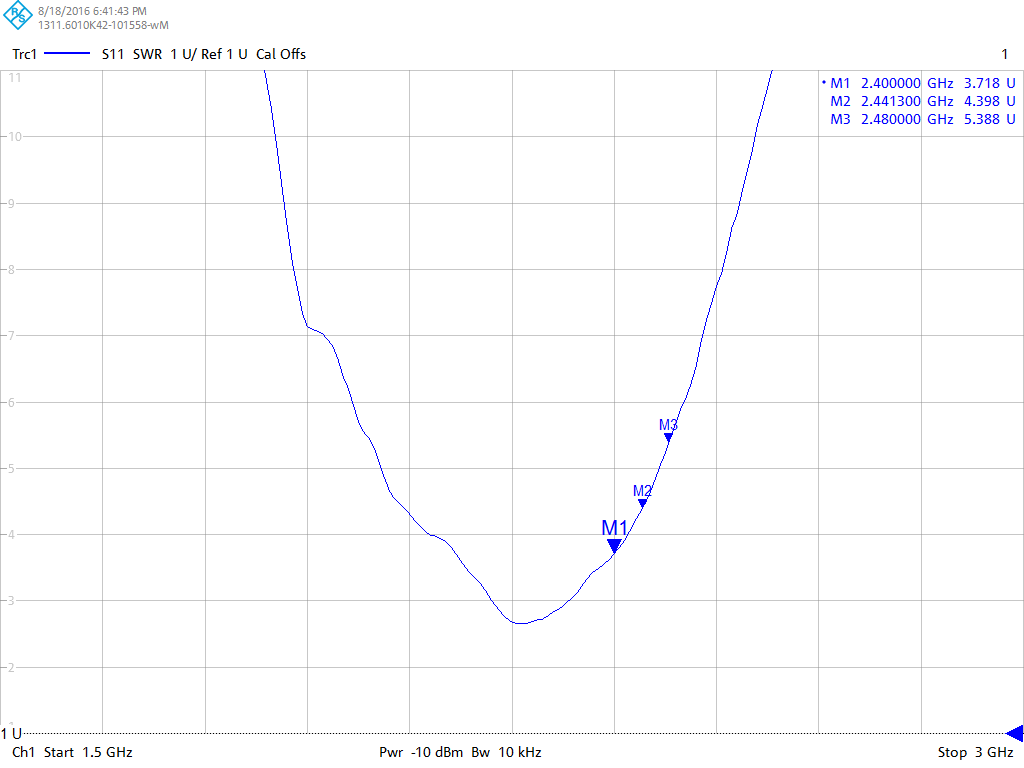 R&S
8/18/2016 6:41:43 PM
1311.6010K42-101558-wM
Trc1 S11 SWR 1 U/ Ref 1 U Cal Offs 1
11
• M1 2.400000 GHz 3.718 U
M2 2.441300 GHz 4.398 U
M3 2.480000 GHz 5.388 U
10
9
8
7
6
M3
5
M2
M1
4
3
2
1
1 U
Ch1 Start 1.5 GHz Pwr -10 dBm Bw 10 kHz Stop 3 GHz